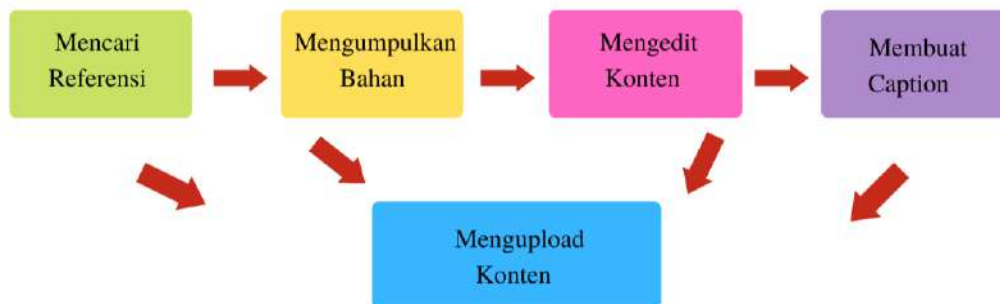 Mencari
Referensi
Mengumpulkan
Bahan
Mengedit
Konten
Membuat
Caption
Mengupload
Konten